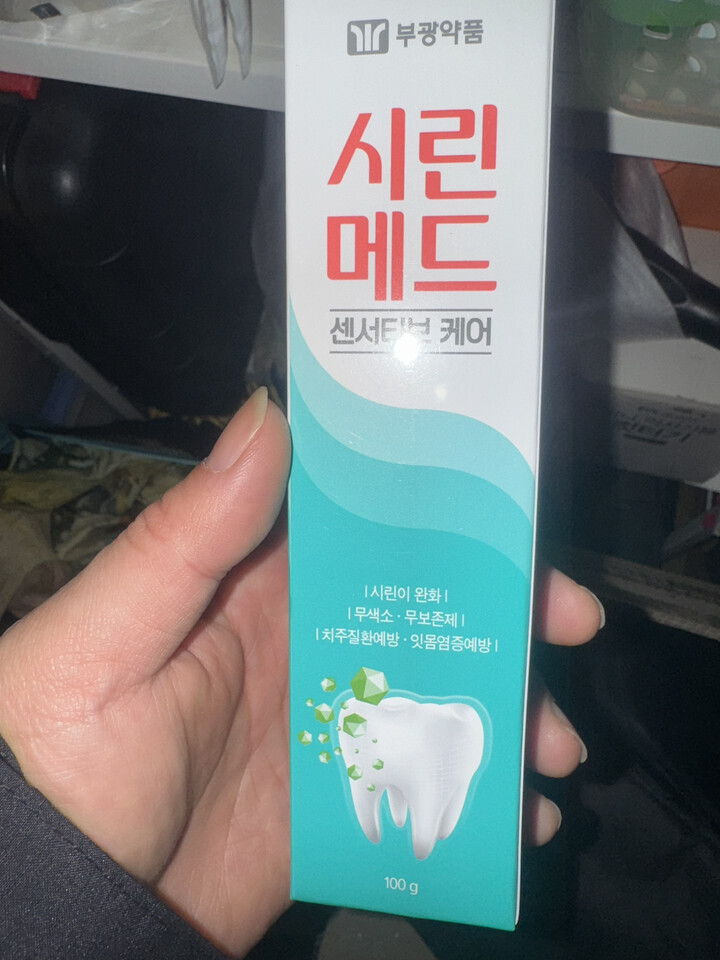 부광약품
시린
메드
센서티브 케어
|시린이 완화|
|무색소 · 무보존제|
|치주질환예방 · 잇몸염증예방|
100 g